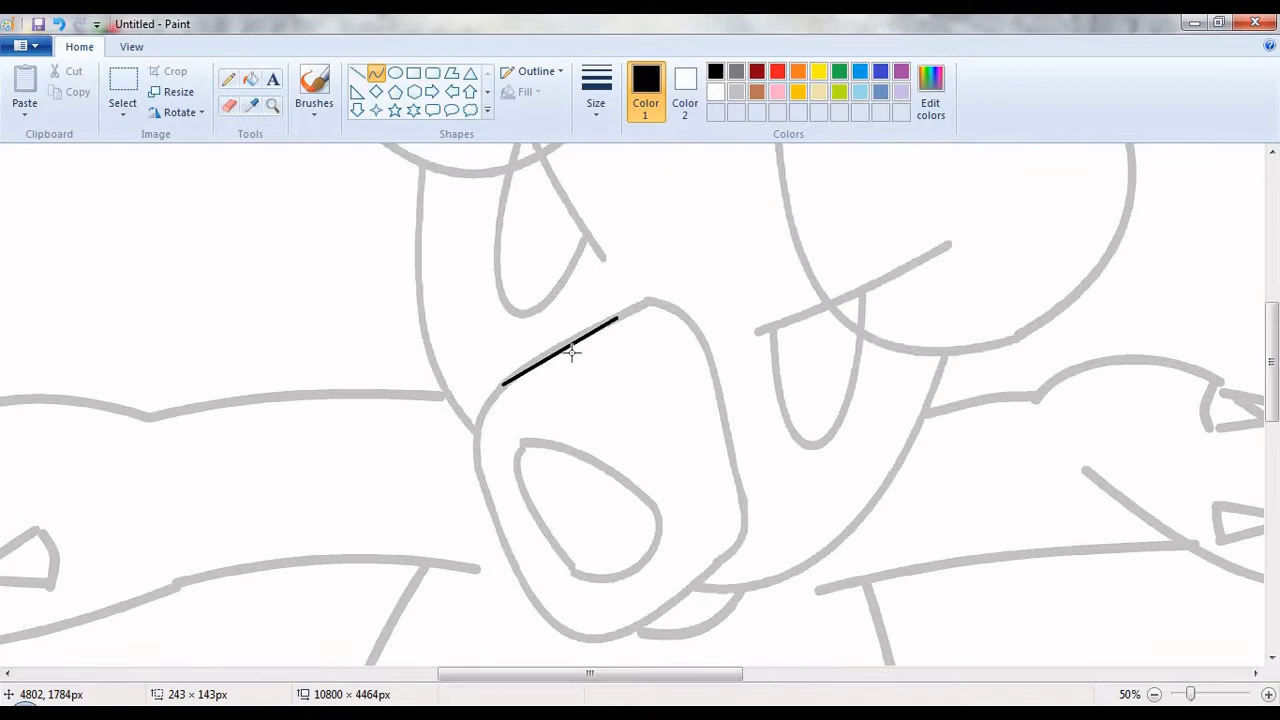 Untitled - Paint
Home View
Paste
Cut
Copy
Clipboard
Select
Crop
Resize
Rotate
Image
A
Tools
Brushes
Outline
Fill
Shapes
Size
Color 1
Color 2
Edit colors
Colors
4802, 1784px
243 × 143px
10800 × 4464px
50%